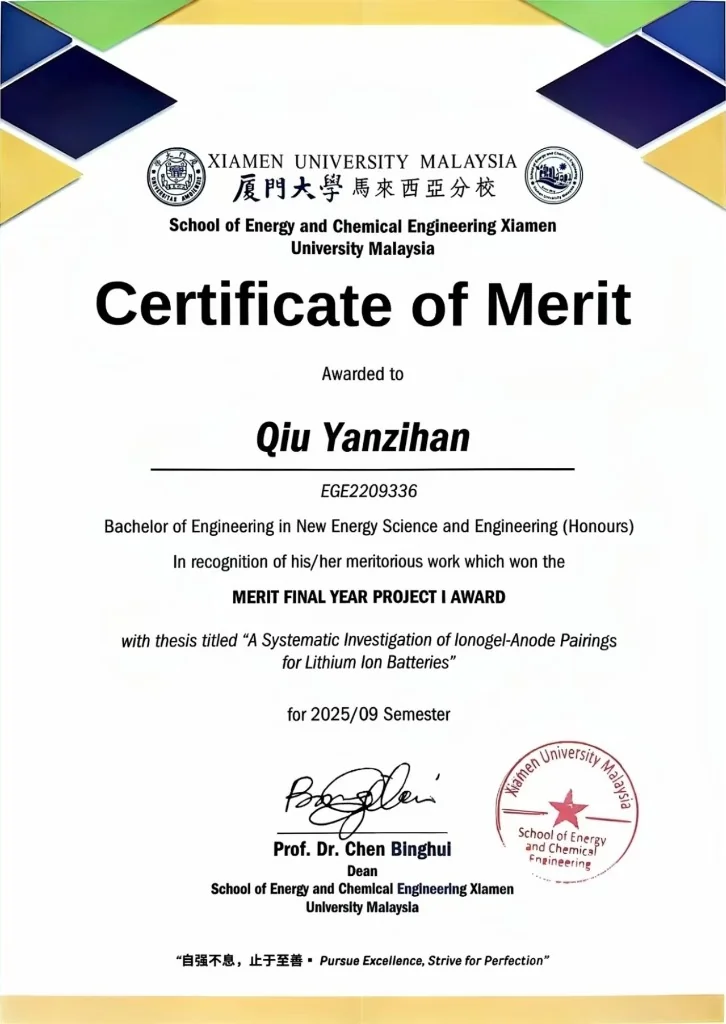 XIAMEN UNIVERSITY MALAYSIA
厦門大學 馬來西亞分校
School of Energy and Chemical Engineering Xiamen
University Malaysia
Certificate of Merit
Awarded to
Qiu Yanzihan
EGE2209336
Bachelor of Engineering in New Energy Science and Engineering (Honours)
In recognition of his/her meritorious work which won the
MERIT FINAL YEAR PROJECT I AWARD
with thesis titled “A Systematic Investigation of Ionogel-Anode Pairings
for Lithium Ion Batteries”
for 2025/09 Semester
Xiamen University Malaysia
School of Energy
and Chemical
Engineering
Prof. Dr. Chen Binghui
Dean
School of Energy and Chemical Engineering Xiamen
University Malaysia
“自强不息，止于至善▪ Pursue Excellence, Strive for Perfection”